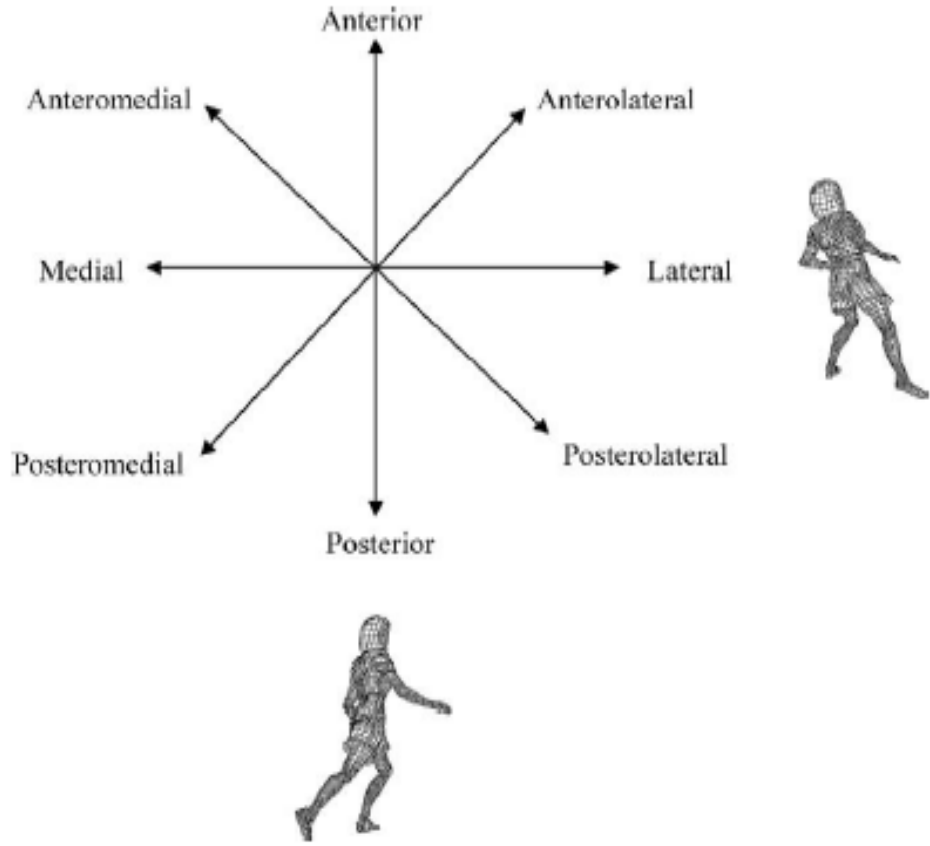 Anterior
Anteromedial
Anterolateral
Medial
Lateral
Posteromedial
Posterolateral
Posterior